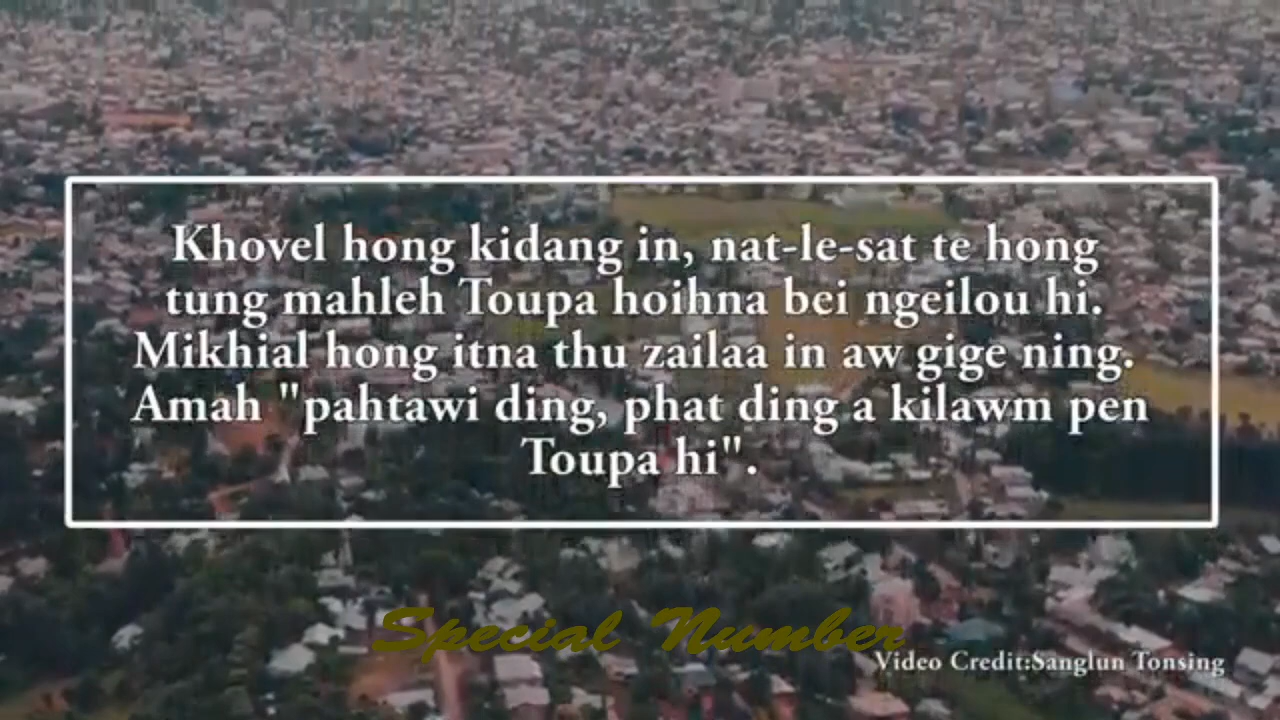 Khovel hong kidang in, nat-le-sat te hong
tung mahleh Toupa hoihna bei ngeilou hi.
Mikhial hong itna thu zailaa in aw gige ning.
Amah "pahtawi ding, phat ding a kilawm pen
Toupa hi".
Special Number
Video Credit:Sanglun Tonsing